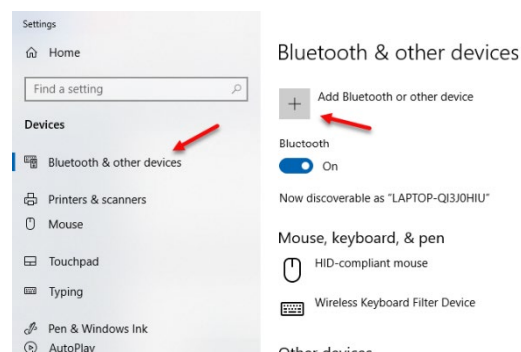 Settings
Home
Find a setting
Devices
Bluetooth & other devices
Printers & scanners
Mouse
Touchpad
Typing
Pen & Windows Ink
AutoPlay
Bluetooth & other devices
Add Bluetooth or other device
Bluetooth
On
Now discoverable as “LAPTOP-QI3J0HIU”
Mouse, keyboard, & pen
HID-compliant mouse
Wireless Keyboard Filter Device
Other devices